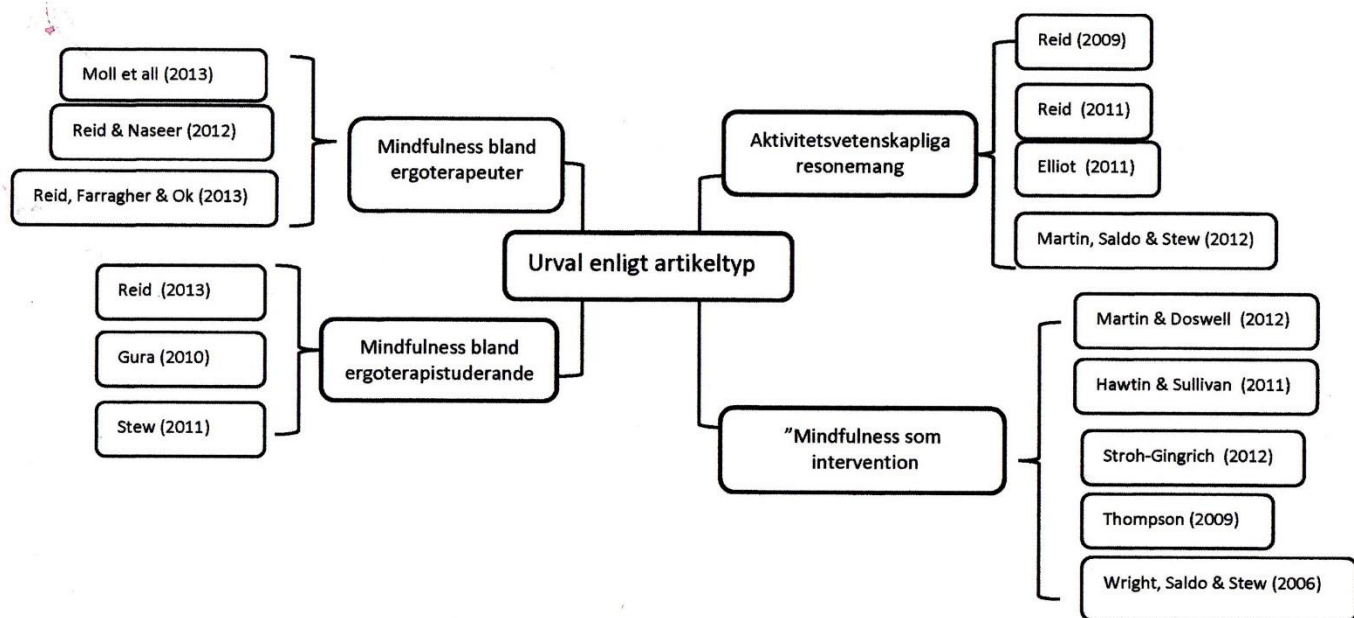 Urval enligt artikeltyp
Mindfulness bland
ergoterapeuter
Moll et all (2013)
Reid & Naseer (2012)
Reid, Farragher & Ok (2013)
Mindfulness bland
ergoterapistuderande
Reid (2013)
Gura (2010)
Stew (2011)
Aktivitetsvetenskapliga
resonemang
Reid (2009)
Reid (2011)
Elliot (2011)
Martin, Saldo & Stew (2012)
”Mindfulness som
intervention
Martin & Doswell (2012)
Hawtin & Sullivan (2011)
Stroh-Gingrich (2012)
Thompson (2009)
Wright, Saldo & Stew (2006)